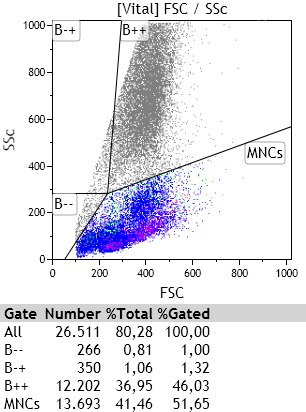 [Vital] FSC / SSc
1000
B-+
B++
800
600
SSc
400
MNCs
200
B--
0
0 200 400 600 800 1000
FSC
Gate Number %Total %Gated
All 26.511 80,28 100,00
B-- 266 0,81 1,00
B-+ 350 1,06 1,32
B++ 12.202 36,95 46,03
MNCs 13.693 41,46 51,65